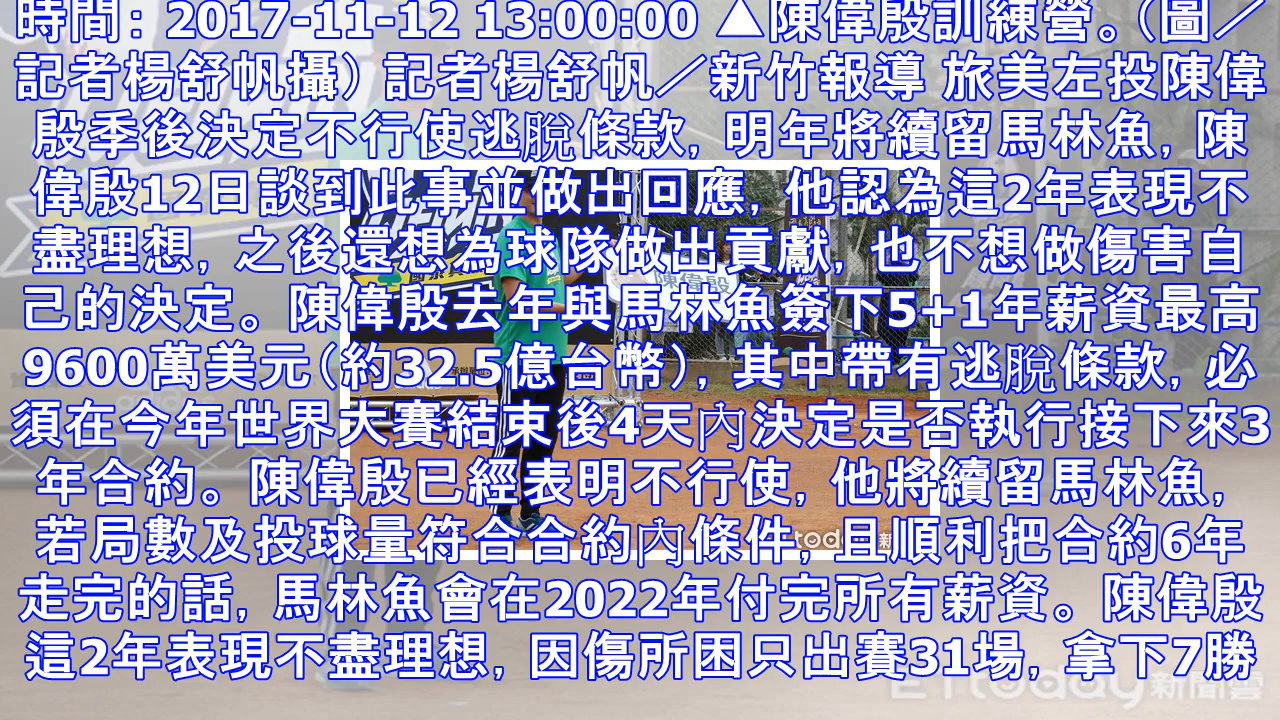 時間: 2017-11-12 13:00:00 ▲陳偉殷訓練營。(圖／
記者楊舒帆攝) 記者楊舒帆／新竹報導 旅美左投陳偉
殷季後決定不行使逃脫條款, 明年將續留馬林魚, 陳
偉殷12日談到此事並做出回應, 他認為這2年表現不
盡理想, 之後還想為球隊做出貢獻, 也不想做傷害自
己的決定。陳偉殷去年與馬林魚簽下5+1年薪資最高
9600萬美元(約32.5億台幣), 其中帶有逃脫條款, 必
須在今年世界大賽結束後4天內決定是否執行接下來3
年合約。陳偉殷已經表明不行使, 他將續留馬林魚,
若局數及投球量符合合約內條件, 且順利把合約6年
走完的話, 馬林魚會在2022年付完所有薪資。陳偉殷
這2年表現不盡理想, 因傷所困只出賽31場, 拿下7勝
陳偉殷
ETtoday新聞雲